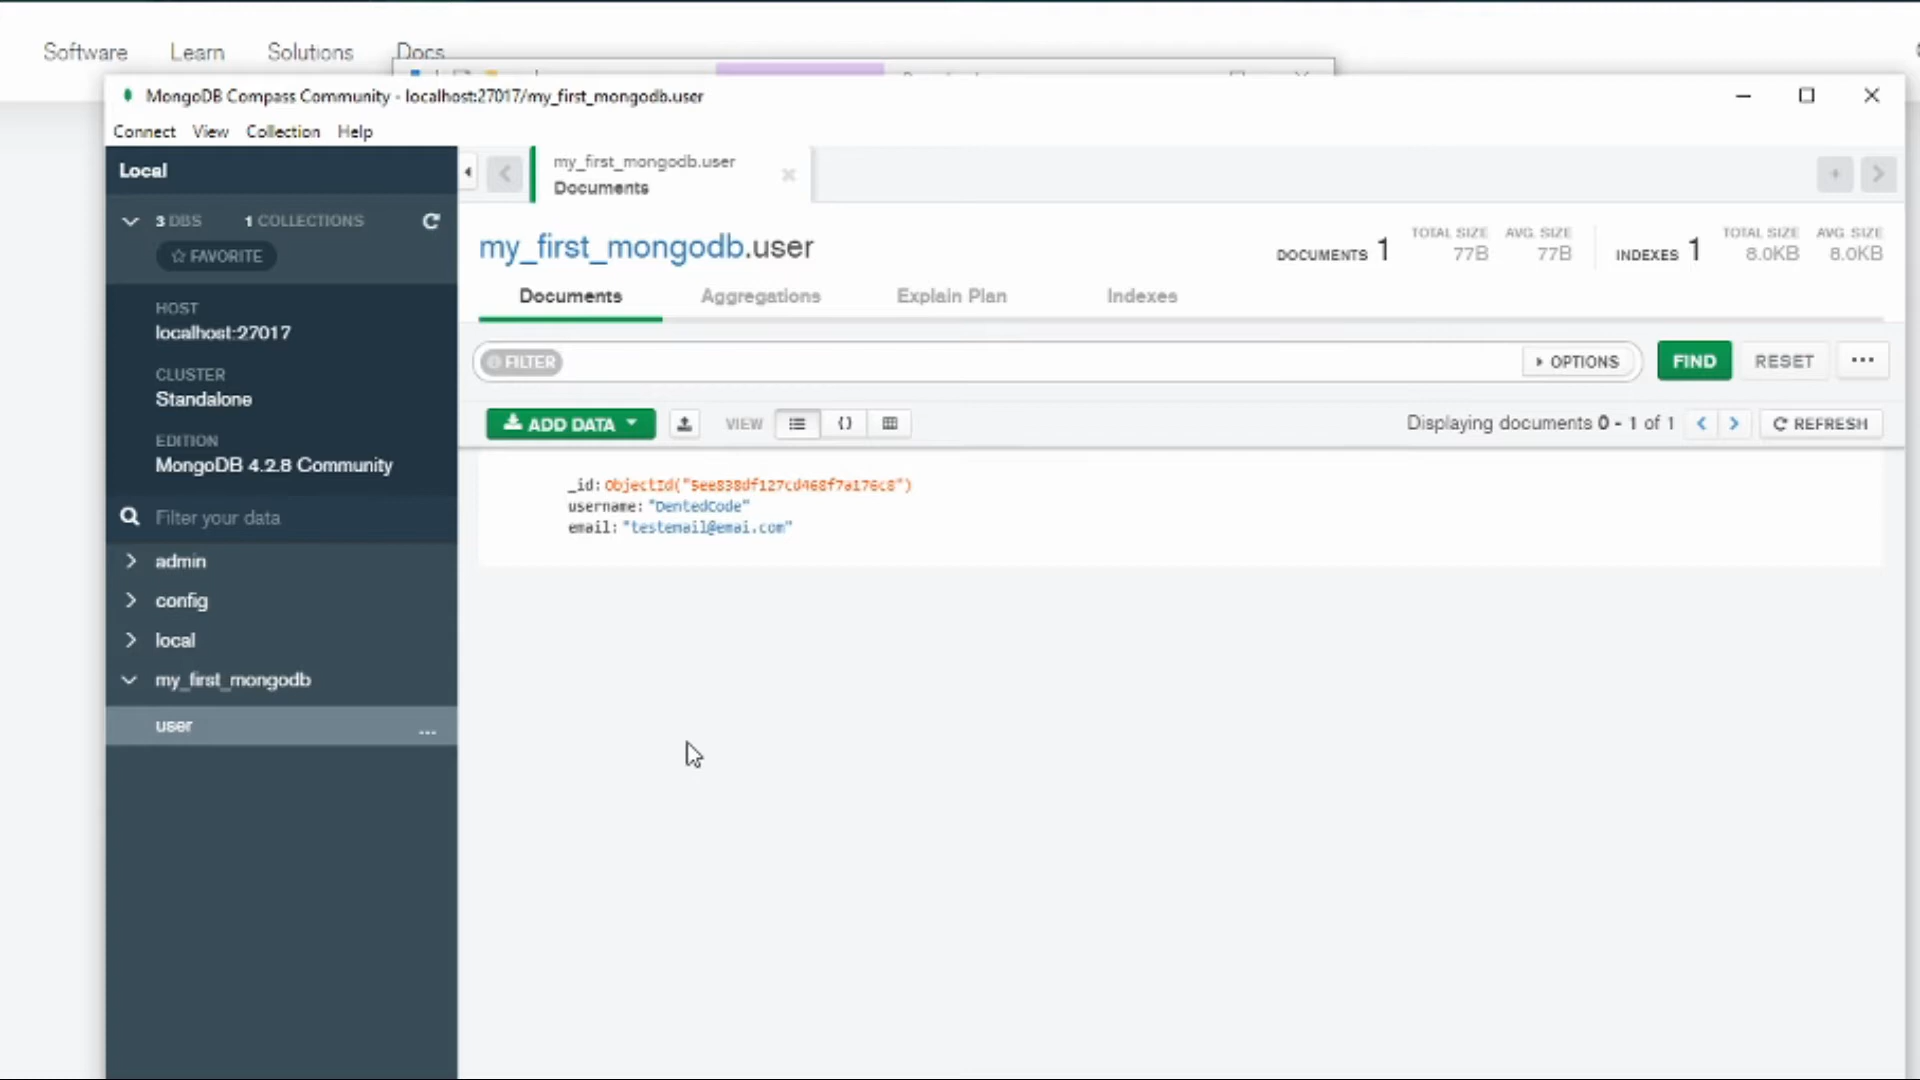 Software Learn Solutions Docs
MongoDB Compass Community - localhost:27017/my_first_mongodb.user
Connect View Collection Help
Local
3 DBS 1 COLLECTIONS
FAVORITE
HOST
localhost:27017
CLUSTER
Standalone
EDITION
MongoDB 4.2.8 Community
Filter your data
admin
config
local
my_first_mongodb
user ...
my_first_mongodb.user
Documents
my_first_mongodb.user
DOCUMENTS 1 TOTAL SIZE 77B AVG. SIZE 77B INDEXES 1 TOTAL SIZE 8.0KB AVG. SIZE 8.0KB
Documents Aggregations Explain Plan Indexes
FILTER OPTIONS FIND RESET ...
ADD DATA VIEW {} Displaying documents 0 - 1 of 1 REFRESH
_id: ObjectId("5ee838df127cd468f7a176c8")
username: "DentedCode"
email: "testemail@emai.com"